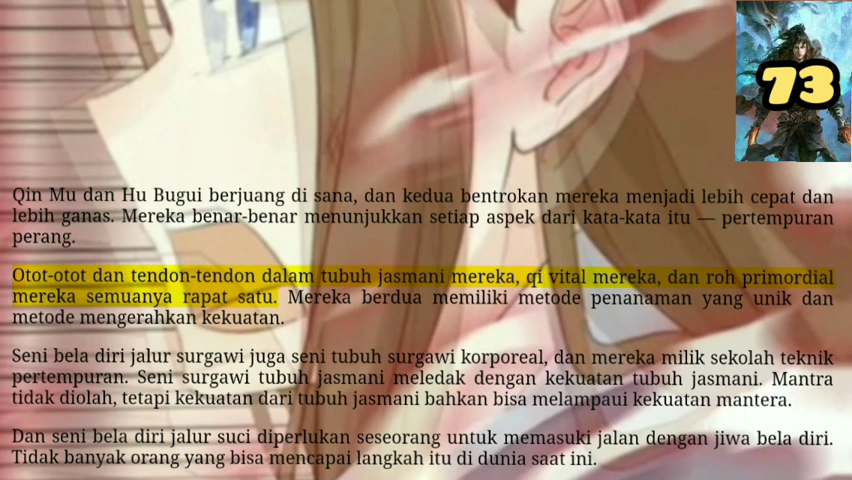 73
Qin Mu dan Hu Bugui berjuang di sana, dan kedua bentrokan mereka menjadi lebih cepat dan
lebih ganas. Mereka benar-benar menunjukkan setiap aspek dari kata-kata itu — pertempuran
perang.
Otot-otot dan tendon-tendon dalam tubuh jasmani mereka, qi vital mereka, dan roh primordial
mereka semuanya rapat satu. Mereka berdua memiliki metode penanaman yang unik dan
metode mengerahkan kekuatan.
Seni bela diri jalur surgawi juga seni tubuh surgawi korporeal, dan mereka milik sekolah teknik
pertempuran. Seni surgawi tubuh jasmani meledak dengan kekuatan tubuh jasmani. Mantra
tidak diolah, tetapi kekuatan dari tubuh jasmani bahkan bisa melampaui kekuatan mantera.
Dan seni bela diri jalur suci diperlukan seseorang untuk memasuki jalan dengan jiwa bela diri.
Tidak banyak orang yang bisa mencapai langkah itu di dunia saat ini.